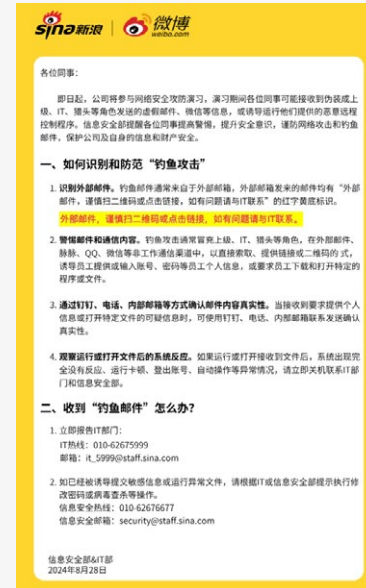 sina新浪 微博
weibo.com
各位同事：
即日起，公司将参与网络安全攻防演习，演习期间各位同事可能接收到伪装成上
级、IT、猎头等角色发送的虚假邮件、微信等信息，或诱导运行他们提供的恶意远程
控制程序。信息安全部提醒各位同事提高警惕，提升安全意识，谨防网络攻击和钓鱼
邮件，保护公司及自身的信息和财产安全。
一、如何识别和防范“钓鱼攻击”
1. 识别外部邮件。钓鱼邮件通常来自于外部邮箱，外部邮箱发来的邮件均有“外部
邮件，谨慎扫二维码或点击链接，如有问题请与IT联系”的红字黄底标识。
外部邮件，谨慎扫二维码或点击链接，如有问题请与IT联系。
2. 警惕邮件和通信内容。钓鱼攻击通常冒充上级、IT、猎头等角色，在外部邮件、
脉脉、QQ、微信等非工作通信渠道中，以直接索取、提供链接或二维码的 式，
诱导员工提供或输入账号、密码等员工个人信息，或要求员工下载和打开特定的
程序或文件。
3. 通过钉钉、电话、内部邮箱等方式确认邮件内容真实性。当接收到要求提供个人
信息或打开特定文件的可疑信息时，可使用钉钉、电话、内部邮箱联系发送确认
真实性。
4. 观察运行或打开文件后的系统反应。如果运行或打开接收到文件后，系统出现完
全没有反应、运行卡顿、登出账号、自动操作等异常情况，请立即关机联系IT部
门和信息安全部。
二、收到“钓鱼邮件”怎么办？
1. 立即报告IT部门：
IT热线：010-62675999
邮箱：it_5999@staff.sina.com
2. 如已经被诱导提交敏感信息或运行异常文件，请根据IT或信息安全部提示执行修
改密码或病毒查杀等操作。
信息安全热线：010-62676677
信息安全邮箱：security@staff.sina.com
信息安全部&IT部
2024年8月28日